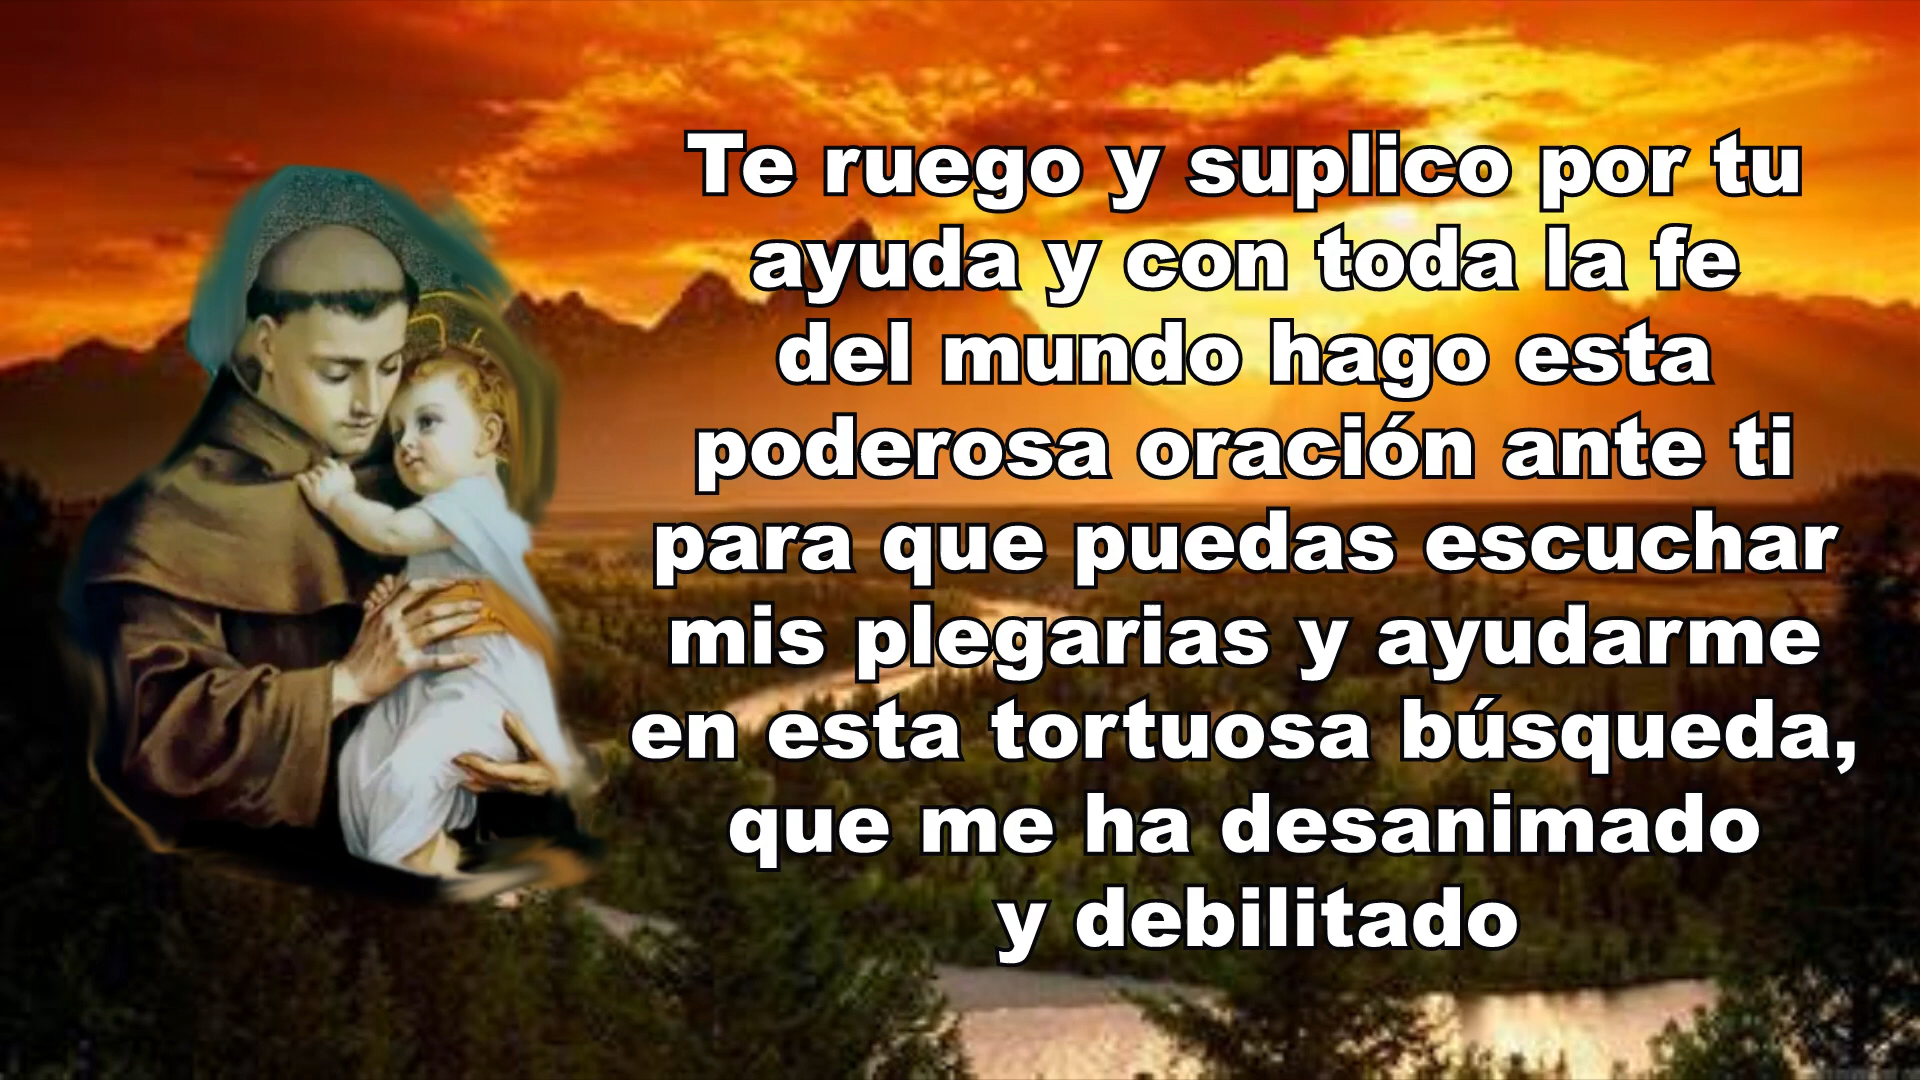 Te ruego y suplico por tu
ayuda y con toda la fe
del mundo hago esta
poderosa oración ante ti
para que puedas escuchar
mis plegarias y ayudarme
en esta tortuosa búsqueda,
que me ha desanimado
y debilitado